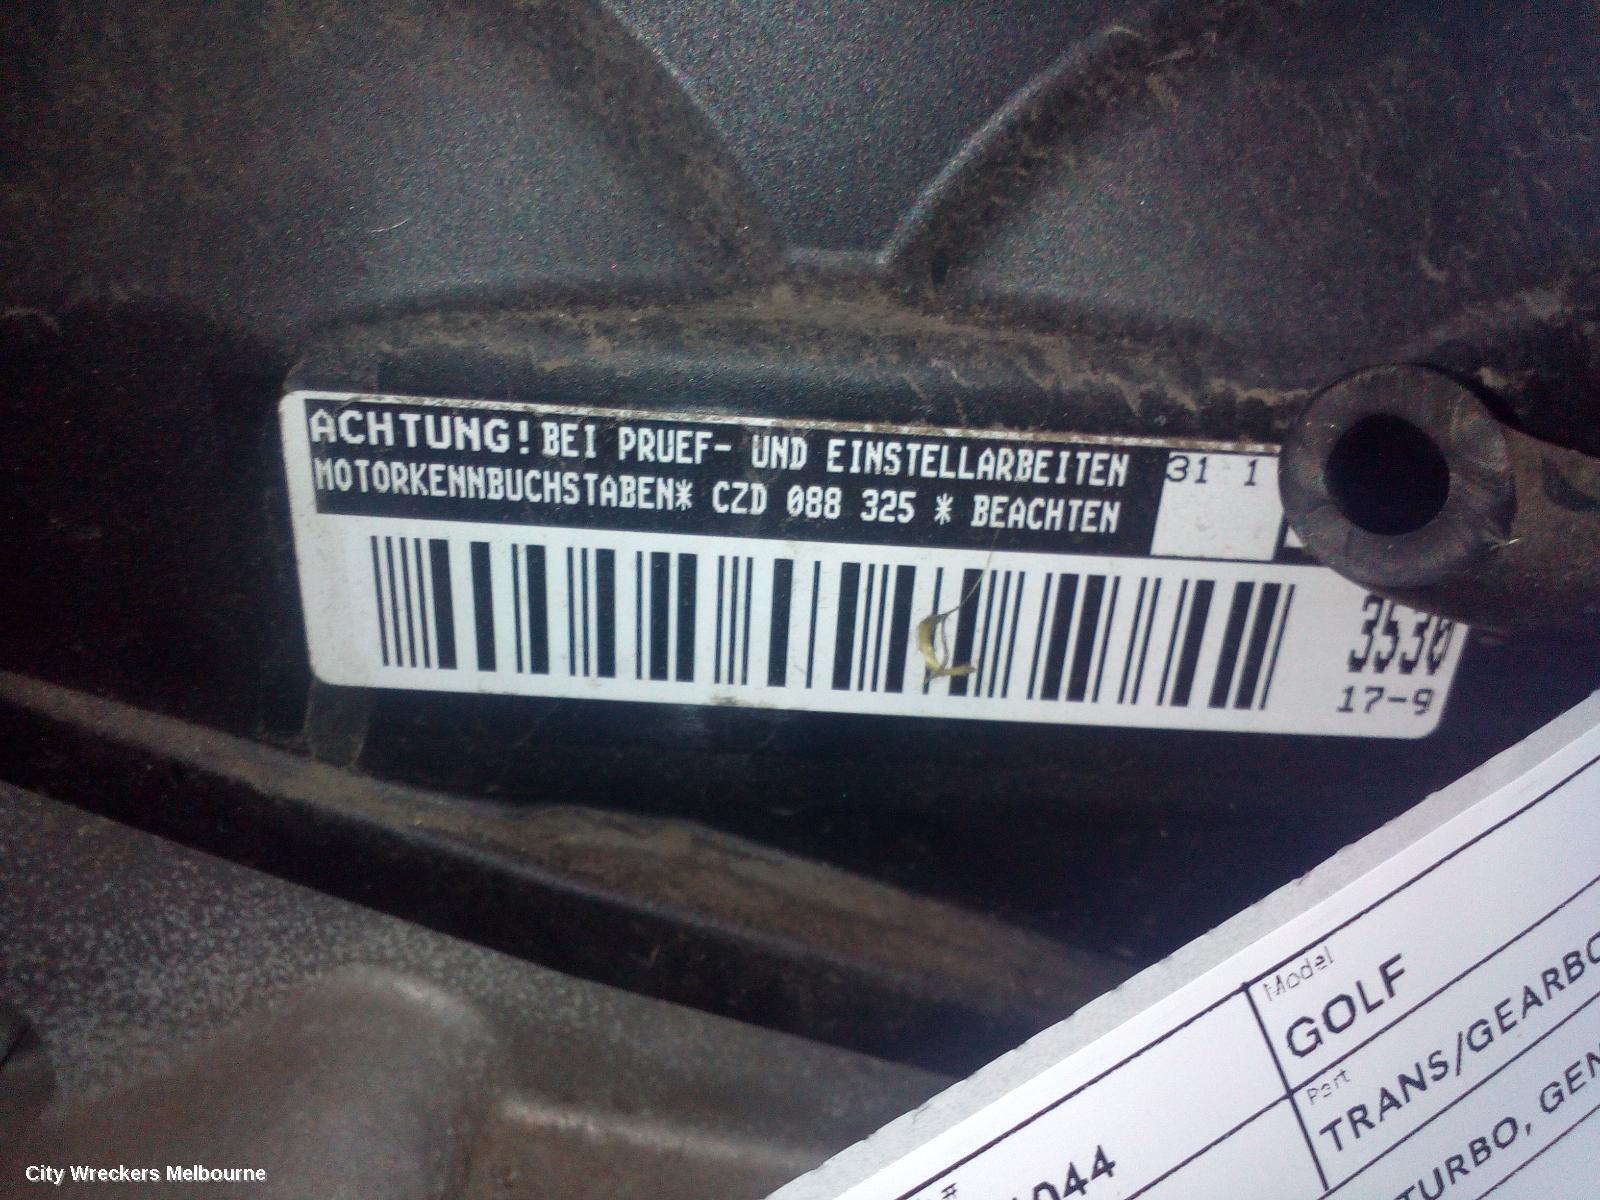 ACHTUNG! BEI PRUEF- UND EINSTELLARBEITEN
MOTORKENNBUCHSTABEN* CZD 088 325 * BEACHTEN
31 1
3530
17-9
Model
GOLF
Part
TRANS/GEARBO
TURBO, GEN
#
044
City Wreckers Melbourne